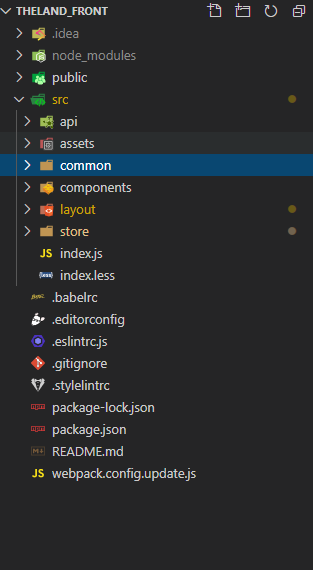 THELAND_FRONT
.idea
node_modules
public
src
api
assets
common
components
layout
store
JS index.js
{less} index.less
.babelrc
.editorconfig
.eslintrc.js
.gitignore
.stylelintrc
package-lock.json
package.json
README.md
JS webpack.config.update.js